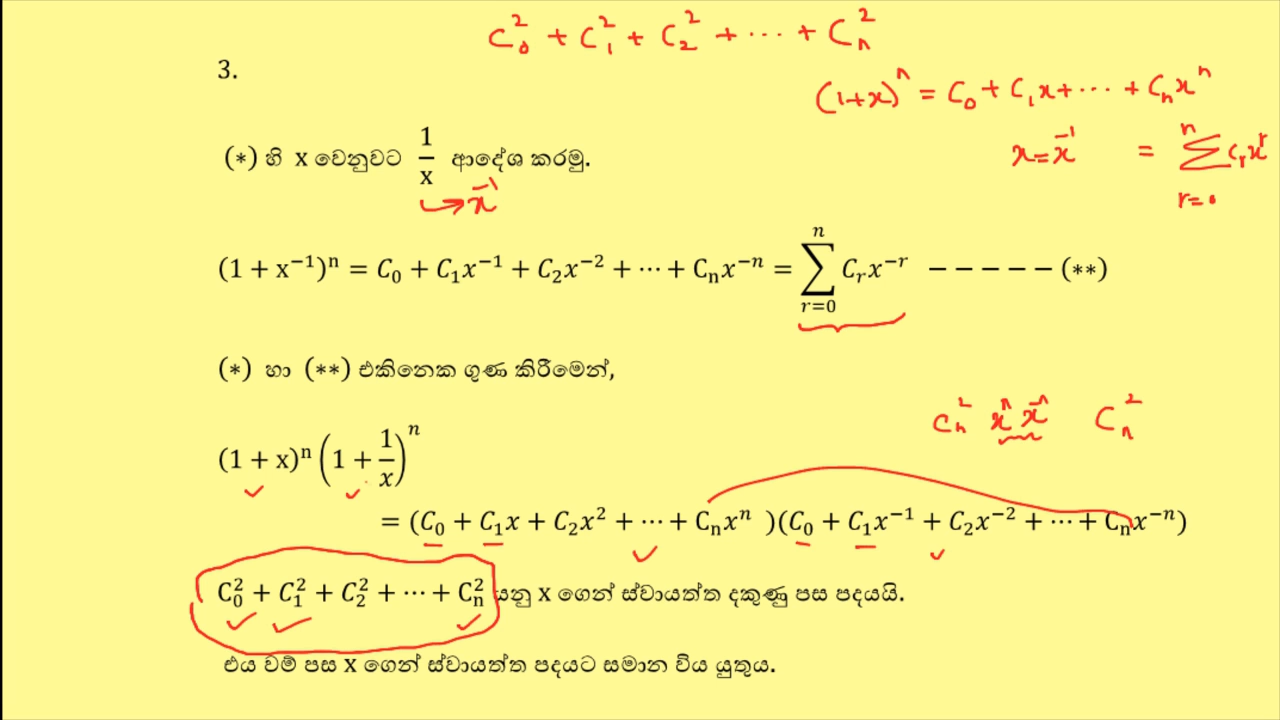 C₀² + C₁² + C₂² + ⋯ + Cₙ²
3.
(1+x)ⁿ = C₀ + C₁x + ⋯ + Cₙxⁿ
(∗) හි x වෙනුවට 1/x ආදේශ කරමු.
x = x⁻¹ = ∑_{r=0}^{n} Cᵣxʳ
→ x⁻¹
(1 + x⁻¹)ⁿ = C₀ + C₁x⁻¹ + C₂x⁻² + ⋯ + Cₙx⁻ⁿ = ∑_{r=0}^{n} Cᵣx⁻ʳ − − − − − (∗∗)
(∗) හා (∗∗) එකිනෙක ගුණ කිරීමෙන්,
Cₙ² xⁿ x⁻ⁿ Cₙ²
(1 + x)ⁿ (1 + 1/x)ⁿ
= (C₀ + C₁x + C₂x² + ⋯ + Cₙxⁿ )(C₀ + C₁x⁻¹ + C₂x⁻² + ⋯ + Cₙx⁻ⁿ)
C₀² + C₁² + C₂² + ⋯ + Cₙ² යනු x ගෙන් ස්වායත්ත දකුණු පස පදයයි.
එය වම් පස x ගෙන් ස්වායත්ත පදයට සමාන විය යුතුය.